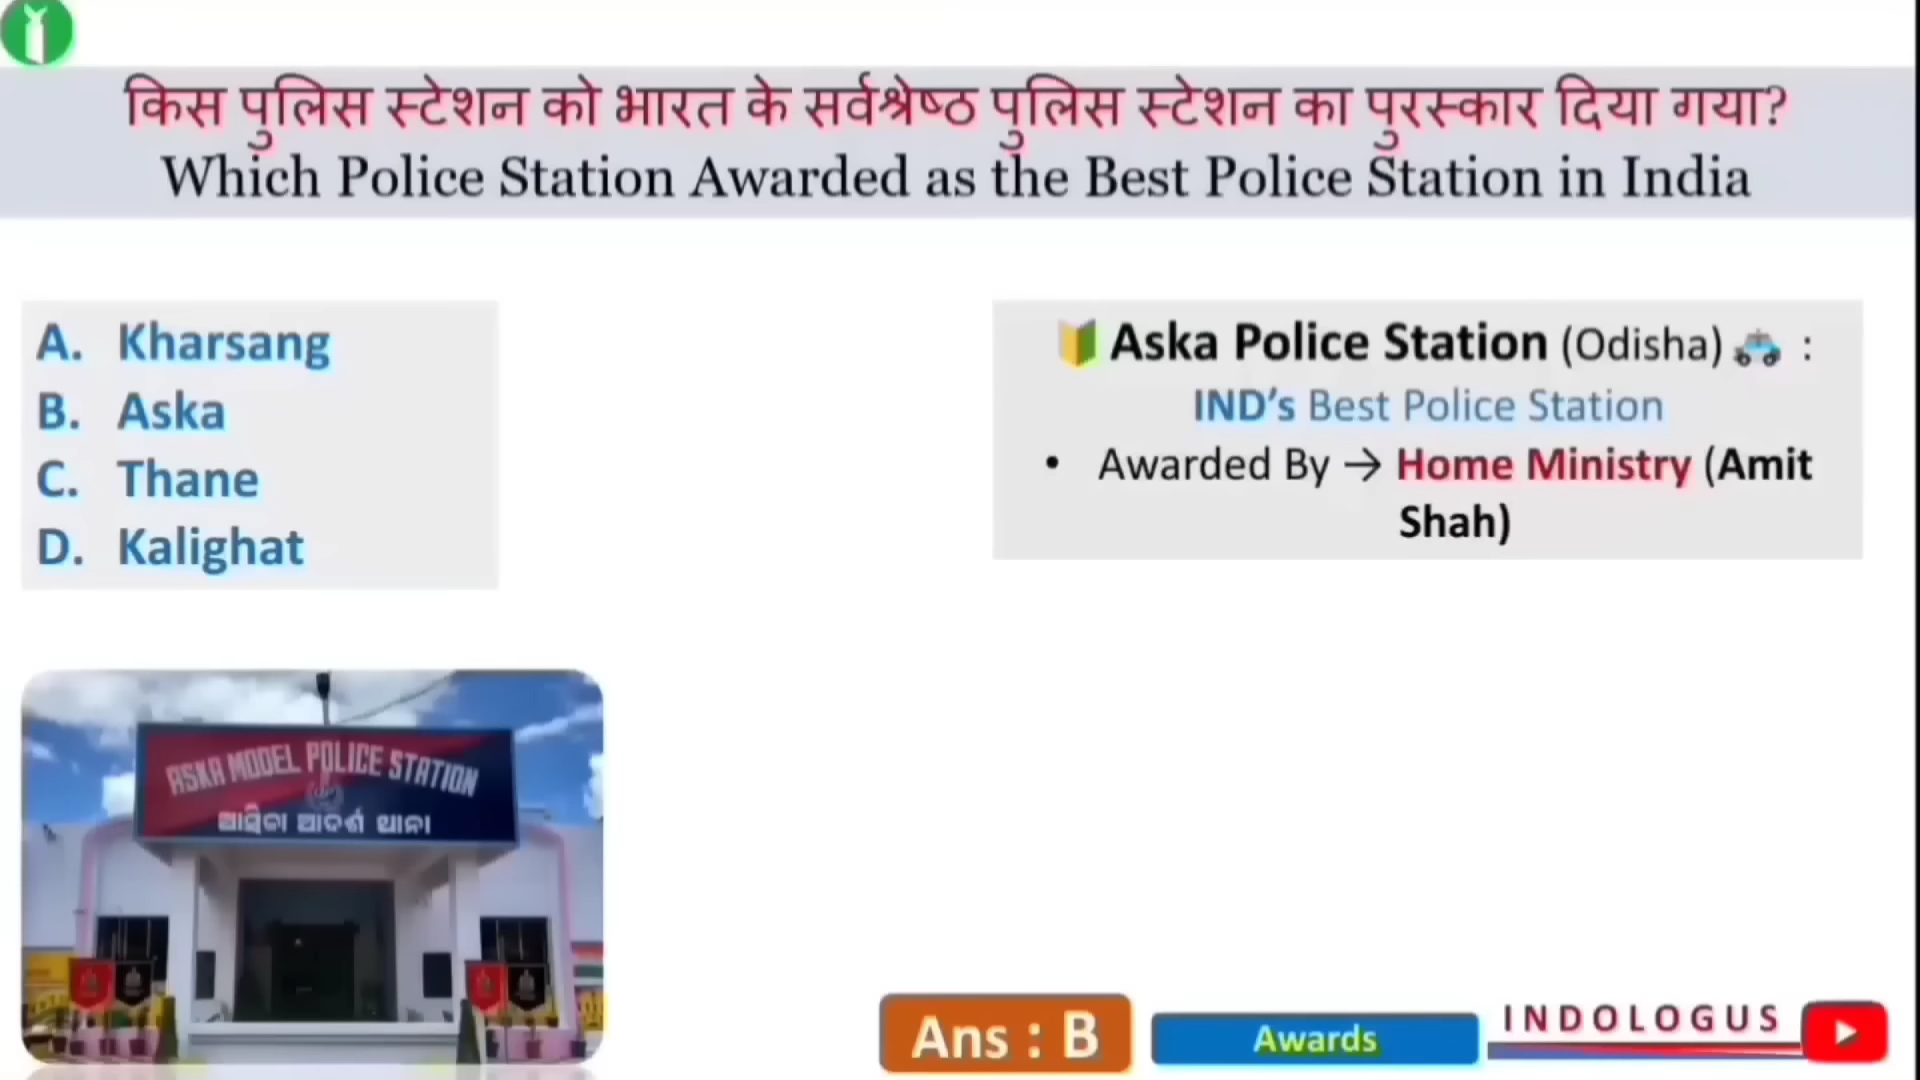 किस पुलिस स्टेशन को भारत के सर्वश्रेष्ठ पुलिस स्टेशन का पुरस्कार दिया गया?
Which Police Station Awarded as the Best Police Station in India
A. Kharsang
B. Aska
C. Thane
D. Kalighat
Aska Police Station (Odisha) :
IND's Best Police Station
• Awarded By → Home Ministry (Amit
Shah)
ASKA MODEL POLICE STATION
ଆସିକା ଆଦର୍ଶ ଥାନା
Ans : B
Awards
INDOLOGUS